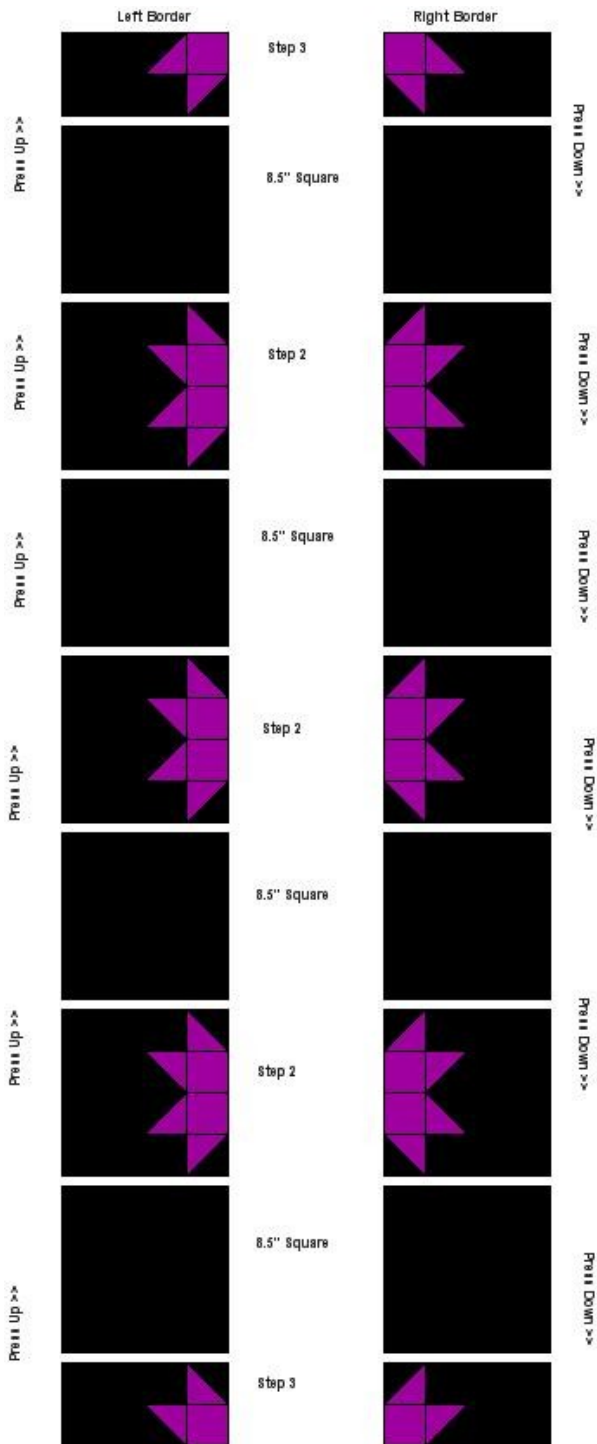 Left Border
Right Border
Step 3
Press Up >>
Press Down >>
8.5" Square
Press Up >>
Step 2
Press Down >>
Press Up >>
8.5" Square
Press Down >>
Step 2
Press Up >>
Press Down >>
8.5" Square
Press Up >>
Step 2
Press Down >>
8.5" Square
Press Up >>
Press Down >>
Step 3